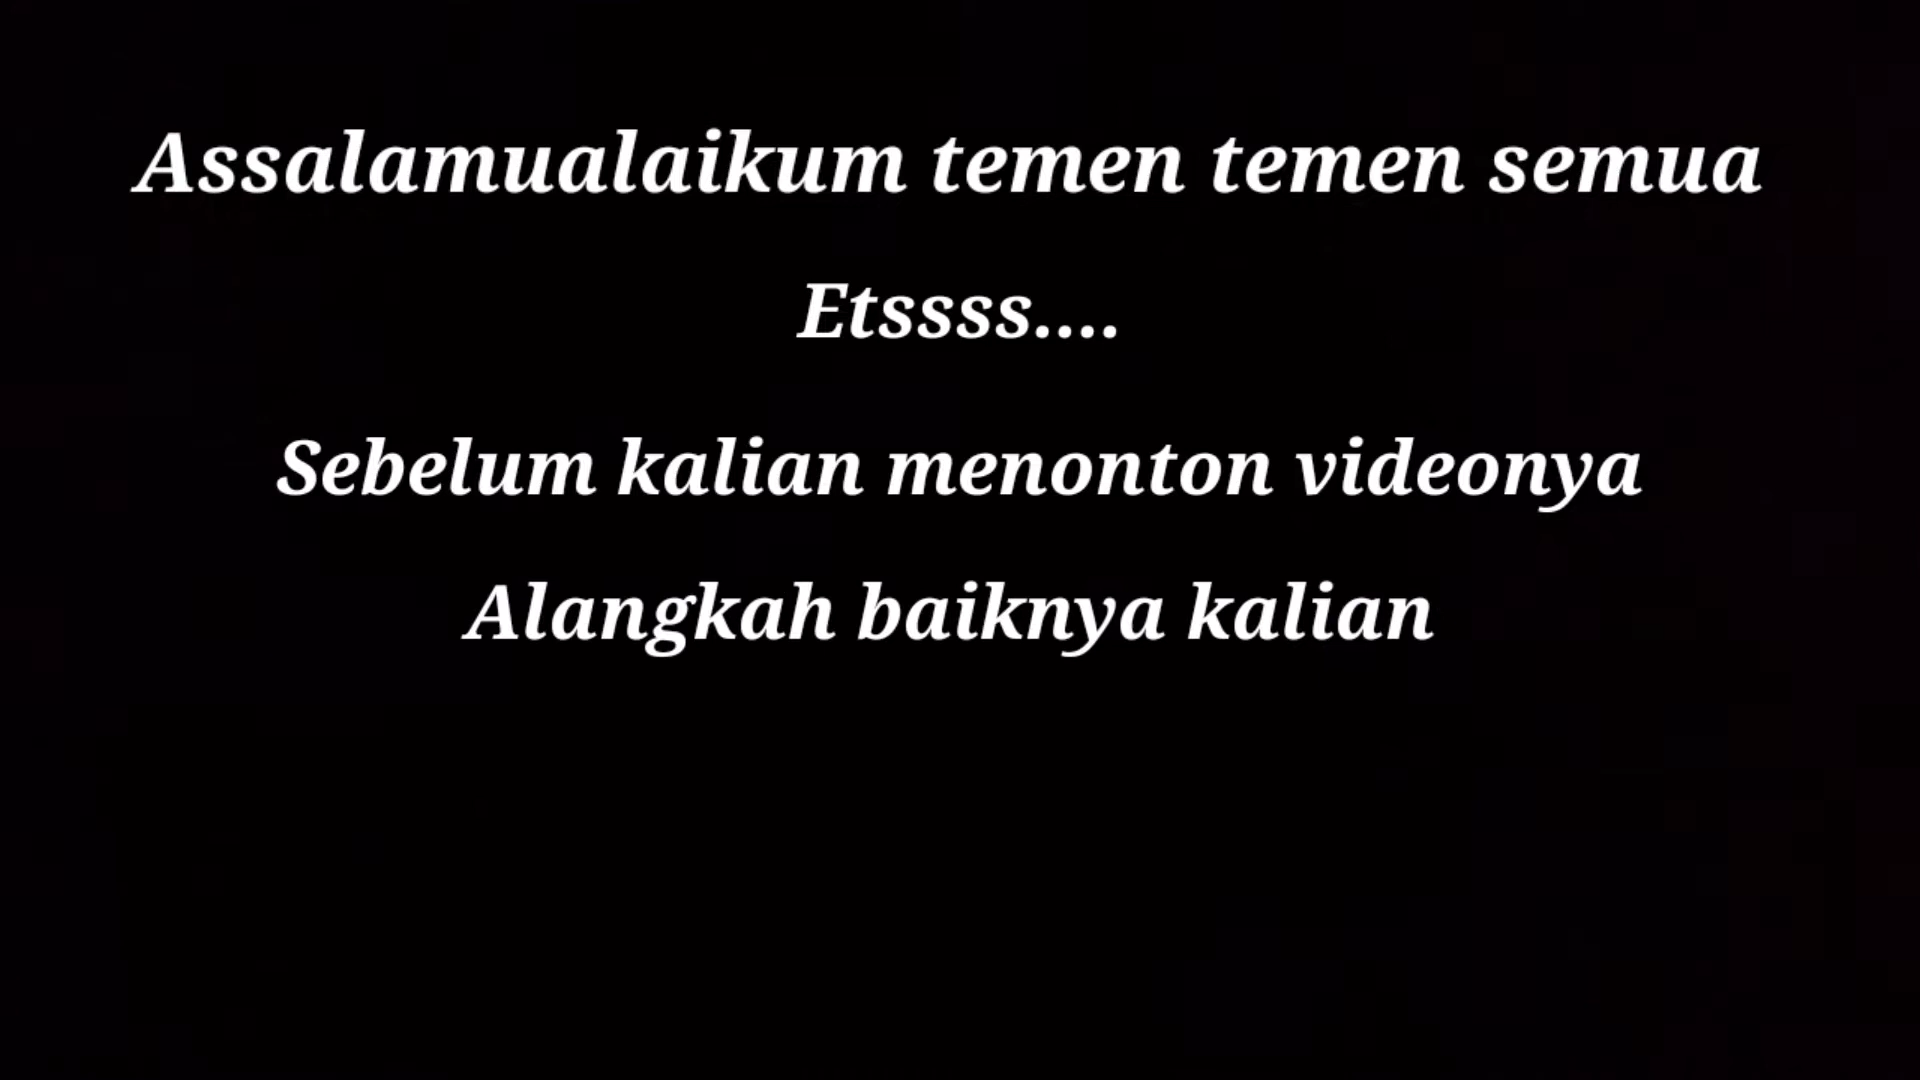 Assalamualaikum temen temen semua
Etssss....
Sebelum kalian menonton videonya
Alangkah baiknya kalian